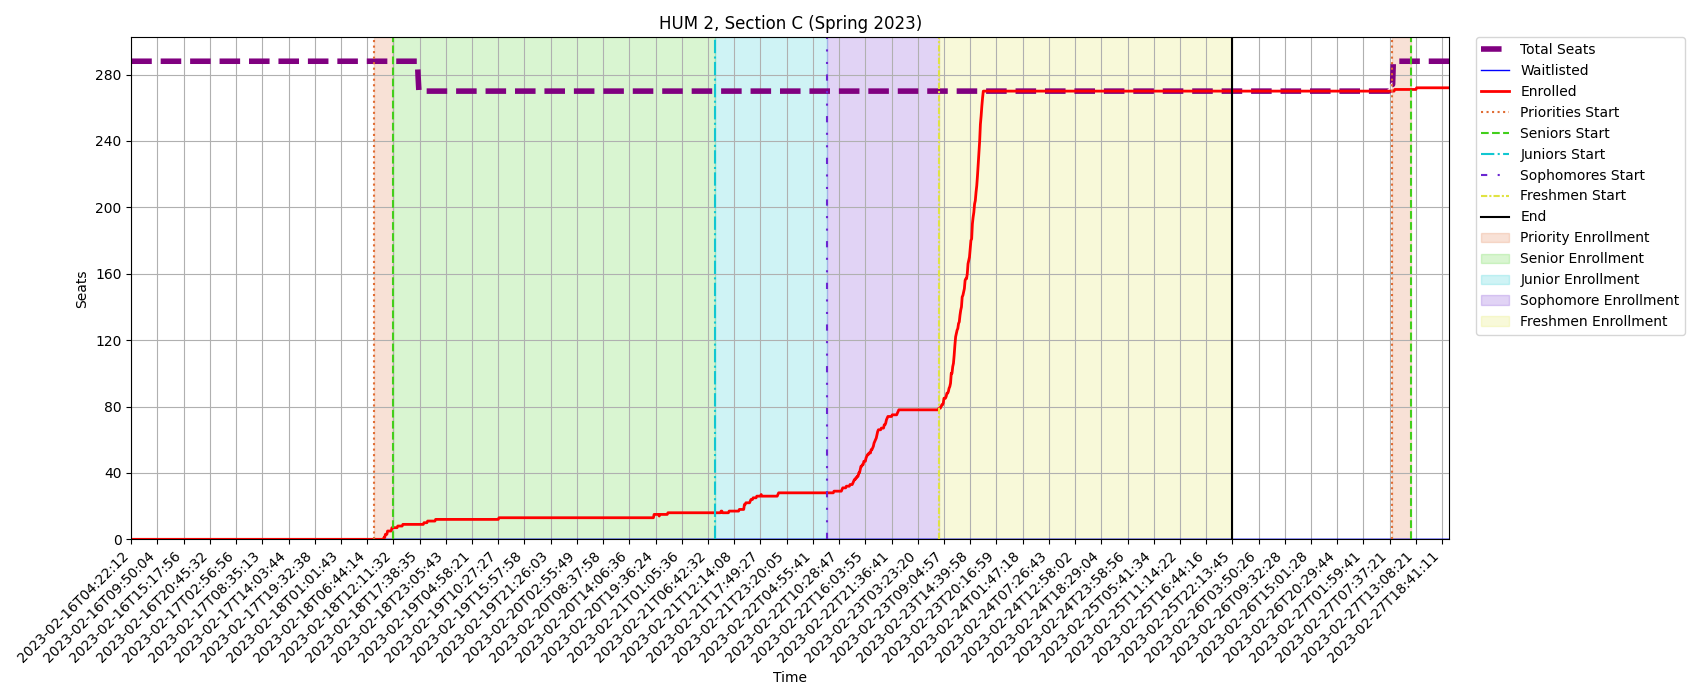 HUM 2, Section C (Spring 2023)
Seats
280
240
200
160
120
80
40
0
2023-02-16T04:22:12
2023-02-16T09:50:04
2023-02-16T15:17:56
2023-02-16T20:45:32
2023-02-17T02:56:56
2023-02-17T08:35:13
2023-02-17T14:03:44
2023-02-17T19:32:38
2023-02-18T01:01:43
2023-02-18T06:44:14
2023-02-18T12:11:32
2023-02-18T17:38:35
2023-02-18T23:05:43
2023-02-19T04:58:21
2023-02-19T10:27:27
2023-02-19T15:57:58
2023-02-19T21:26:03
2023-02-20T02:55:49
2023-02-20T08:37:58
2023-02-20T14:06:36
2023-02-20T19:36:24
2023-02-21T01:05:36
2023-02-21T06:42:32
2023-02-21T12:14:08
2023-02-21T17:49:27
2023-02-21T23:20:05
2023-02-22T04:55:41
2023-02-22T10:28:47
2023-02-22T16:03:55
2023-02-22T21:36:41
2023-02-23T03:23:20
2023-02-23T09:04:57
2023-02-23T14:39:58
2023-02-23T20:16:59
2023-02-24T01:47:18
2023-02-24T07:26:43
2023-02-24T12:58:02
2023-02-24T18:29:04
2023-02-24T23:58:56
2023-02-25T05:41:34
2023-02-25T11:14:22
2023-02-25T16:44:16
2023-02-25T22:13:45
2023-02-26T03:50:26
2023-02-26T09:32:28
2023-02-26T15:01:28
2023-02-26T20:29:44
2023-02-27T01:59:41
2023-02-27T07:37:21
2023-02-27T13:08:21
2023-02-27T18:41:11
Time
Total Seats
Waitlisted
Enrolled
Priorities Start
Seniors Start
Juniors Start
Sophomores Start
Freshmen Start
End
Priority Enrollment
Senior Enrollment
Junior Enrollment
Sophomore Enrollment
Freshmen Enrollment